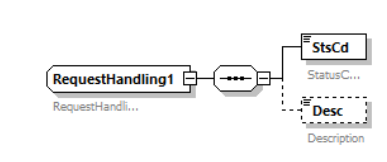 StsCd
StatusC...
RequestHandling1
RequestHandli...
Desc
Description